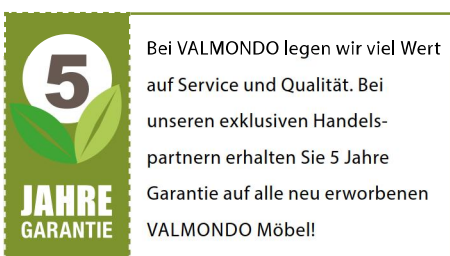 5
JAHRE
GARANTIE
Bei VALMONDO legen wir viel Wert
auf Service und Qualität. Bei
unseren exklusiven Handels-
partnern erhalten Sie 5 Jahre
Garantie auf alle neu erworbenen
VALMONDO Möbel!